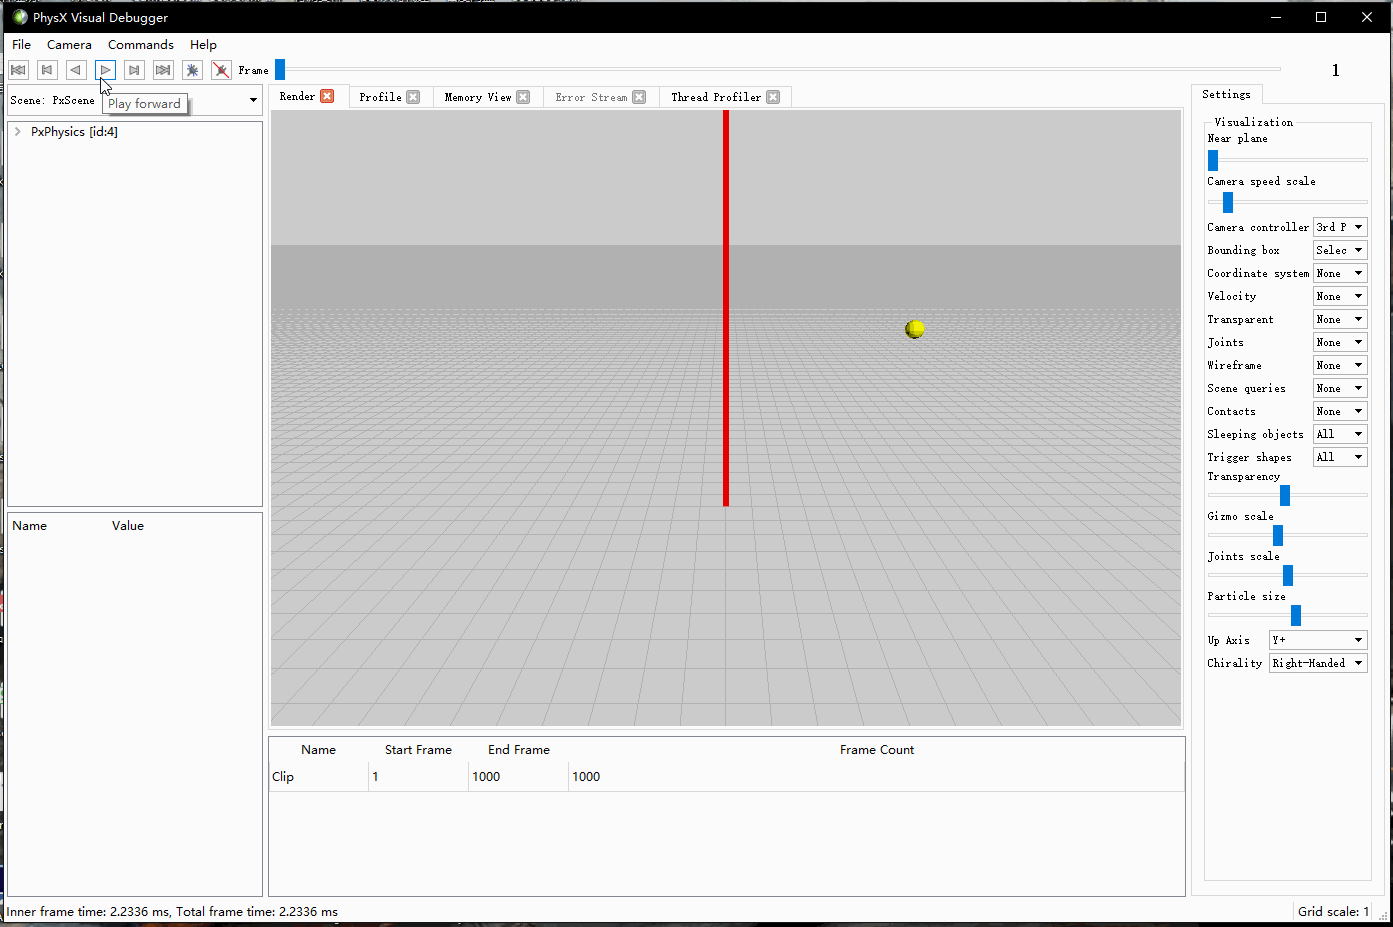 PhysX Visual Debugger
File Camera Commands Help
Frame 1
Scene: PxScene
Play forward
PxPhysics [id:4]
Name Value
Render Profile Memory View Error Stream Thread Profiler
Name Start Frame End Frame Frame Count
Clip 1 1000 1000
Settings
Visualization
Near plane
Camera speed scale
Camera controller 3rd P
Bounding box Selec
Coordinate system None
Velocity None
Transparent None
Joints None
Wireframe None
Scene queries None
Contacts None
Sleeping objects All
Trigger shapes All
Transparency
Gizmo scale
Joints scale
Particle size
Up Axis Y+
Chirality Right-Handed
Inner frame time: 2.2336 ms, Total frame time: 2.2336 ms
Grid scale: 1